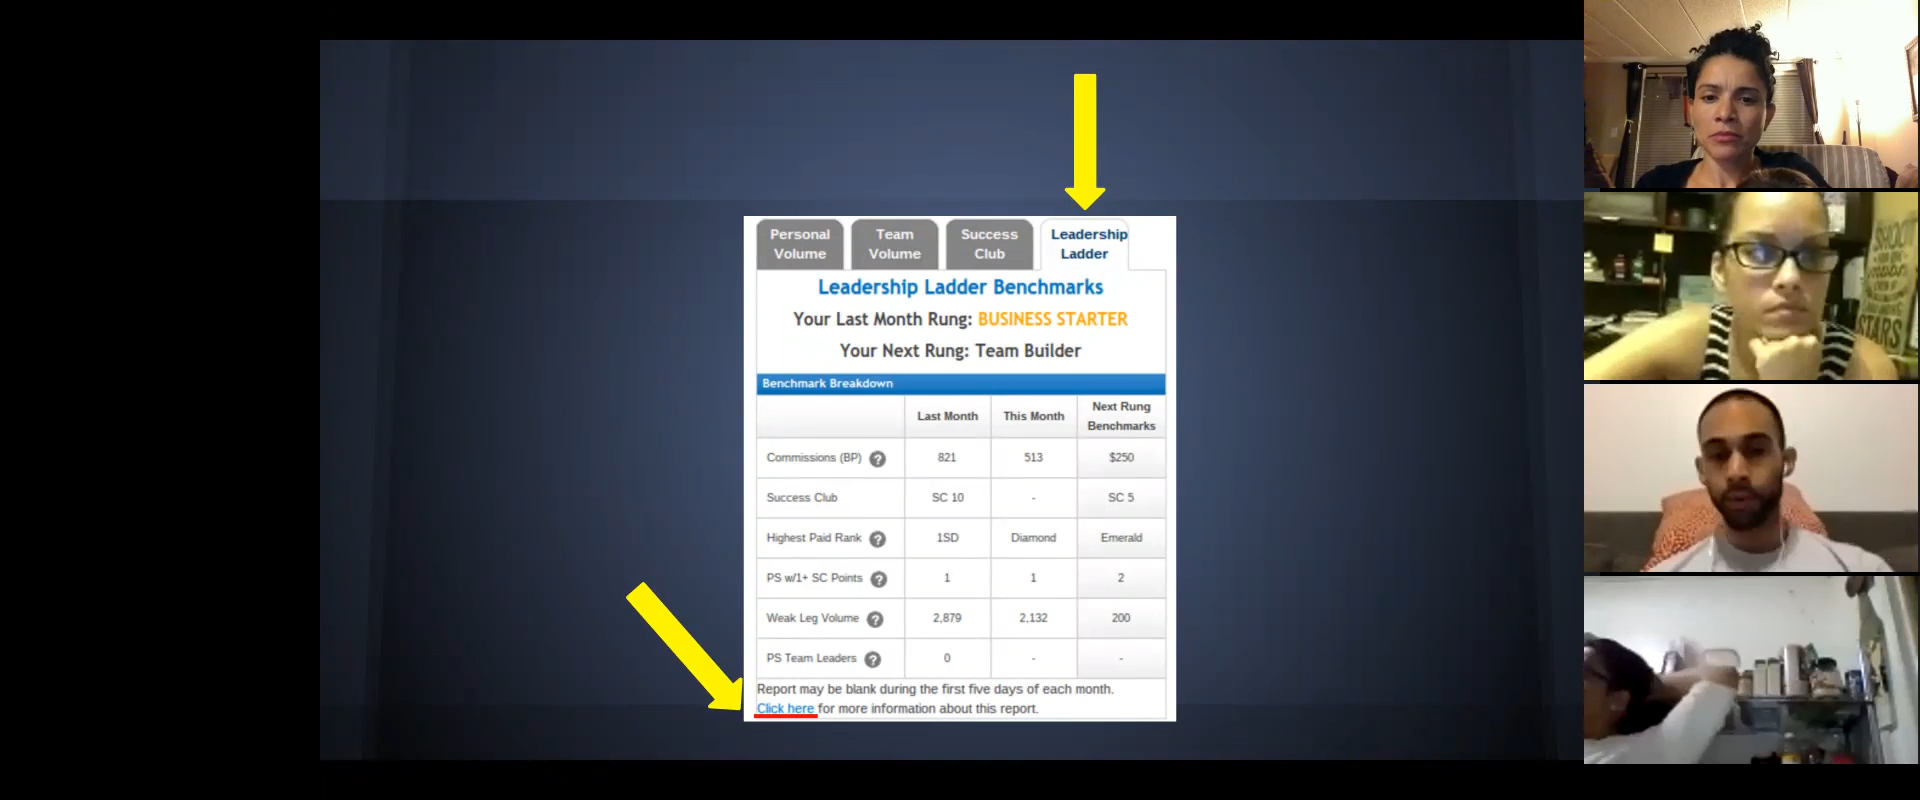 Personal Volume
Team Volume
Success Club
Leadership Ladder
Leadership Ladder Benchmarks
Your Last Month Rung: BUSINESS STARTER
Your Next Rung: Team Builder
Benchmark Breakdown
Last Month This Month Next Rung Benchmarks
Commissions (BP) ? 821 513 $250
Success Club SC 10 - SC 5
Highest Paid Rank ? 1SD Diamond Emerald
PS w/1+ SC Points ? 1 1 2
Weak Leg Volume ? 2,879 2,132 200
PS Team Leaders ? 0 - -
Report may be blank during the first five days of each month.
Click here for more information about this report.
SHOOT
STARS